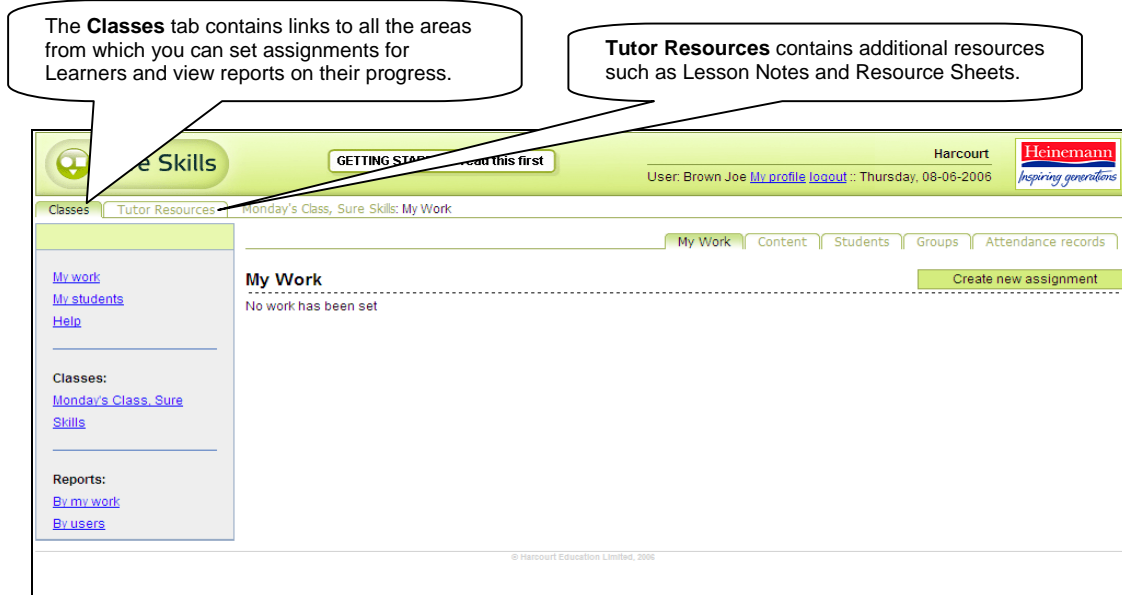 The Classes tab contains links to all the areas
from which you can set assignments for
Learners and view reports on their progress.
Tutor Resources contains additional resources
such as Lesson Notes and Resource Sheets.
Skills
GETTING this first
Harcourt
User: Brown Joe My profile logout :: Thursday, 08-06-2006
Heinemann
Inspiring generations
Classes Tutor Resources Monday's Class, Sure Skills: My Work
My Work Content Students Groups Attendance records
My work
My students
Help
My Work
Create new assignment
No work has been set
Classes:
Monday's Class, Sure
Skills
Reports:
By my work
By users
© Harcourt Education Limited, 2006